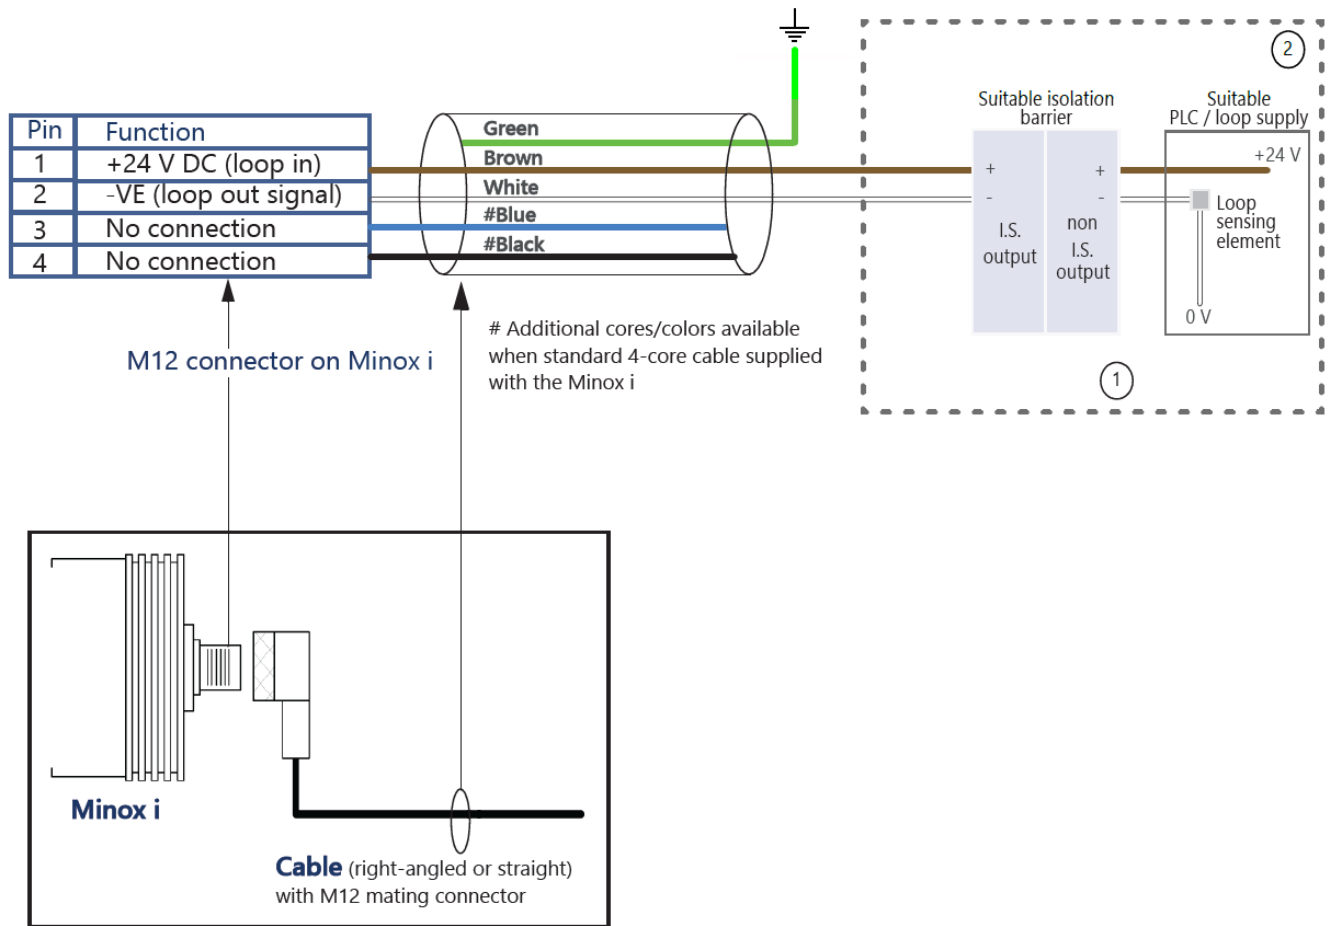 Pin Function
1 +24 V DC (loop in)
2 -VE (loop out signal)
3 No connection
4 No connection
Green
Brown
White
#Blue
#Black
2
Suitable isolation
barrier
Suitable
PLC / loop supply
+ +
- -
I.S.
output
non
I.S.
output
+24 V
Loop
sensing
element
0 V
1
M12 connector on Minox i
# Additional cores/colors available
when standard 4-core cable supplied
with the Minox i
Minox i
Cable (right-angled or straight)
with M12 mating connector